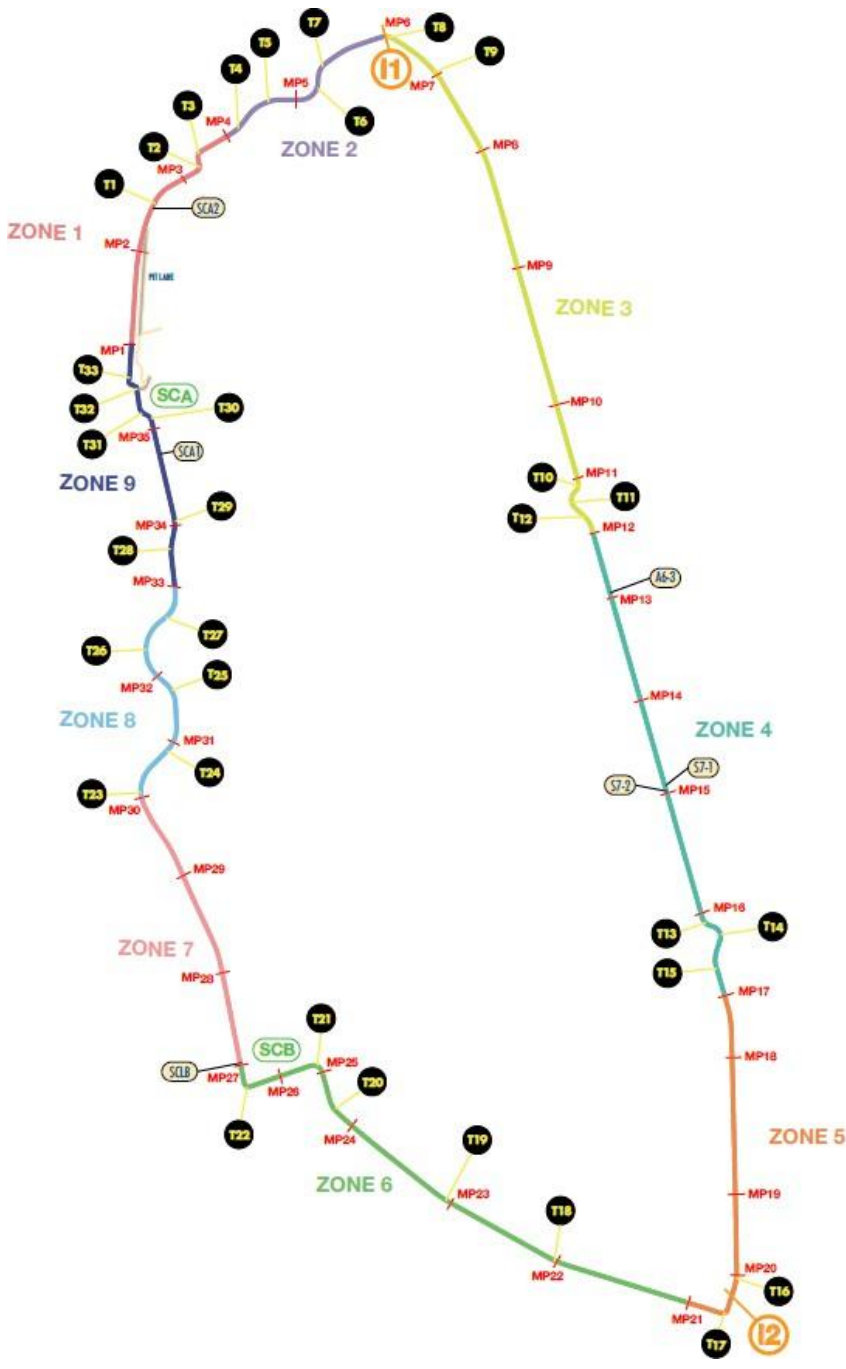 MP6
T8
T7
I1
T5
T9
MP7
T4
MP5
T3
T6
MP4
T2
ZONE 2
MP8
MP3
T1
SCA2
ZONE 1
MP2
MP9
PIT LANE
ZONE 3
MP1
T33
SCA
T32
T30
MP10
T31
MP35
SCA1
T10
MP11
ZONE 9
T11
T29
T12
MP34
MP12
T28
A6-3
MP33
MP13
T27
T26
T25
MP32
MP14
ZONE 8
ZONE 4
MP31
T24
S7-1
S7-2
T23
MP15
MP30
MP29
MP16
T13
T14
ZONE 7
T15
MP28
MP17
T21
SCB
MP18
MP25
SCLB
MP27
MP26
T20
T22
MP24
T19
ZONE 5
ZONE 6
MP23
MP19
T18
MP22
MP20
T16
MP21
I2
T17